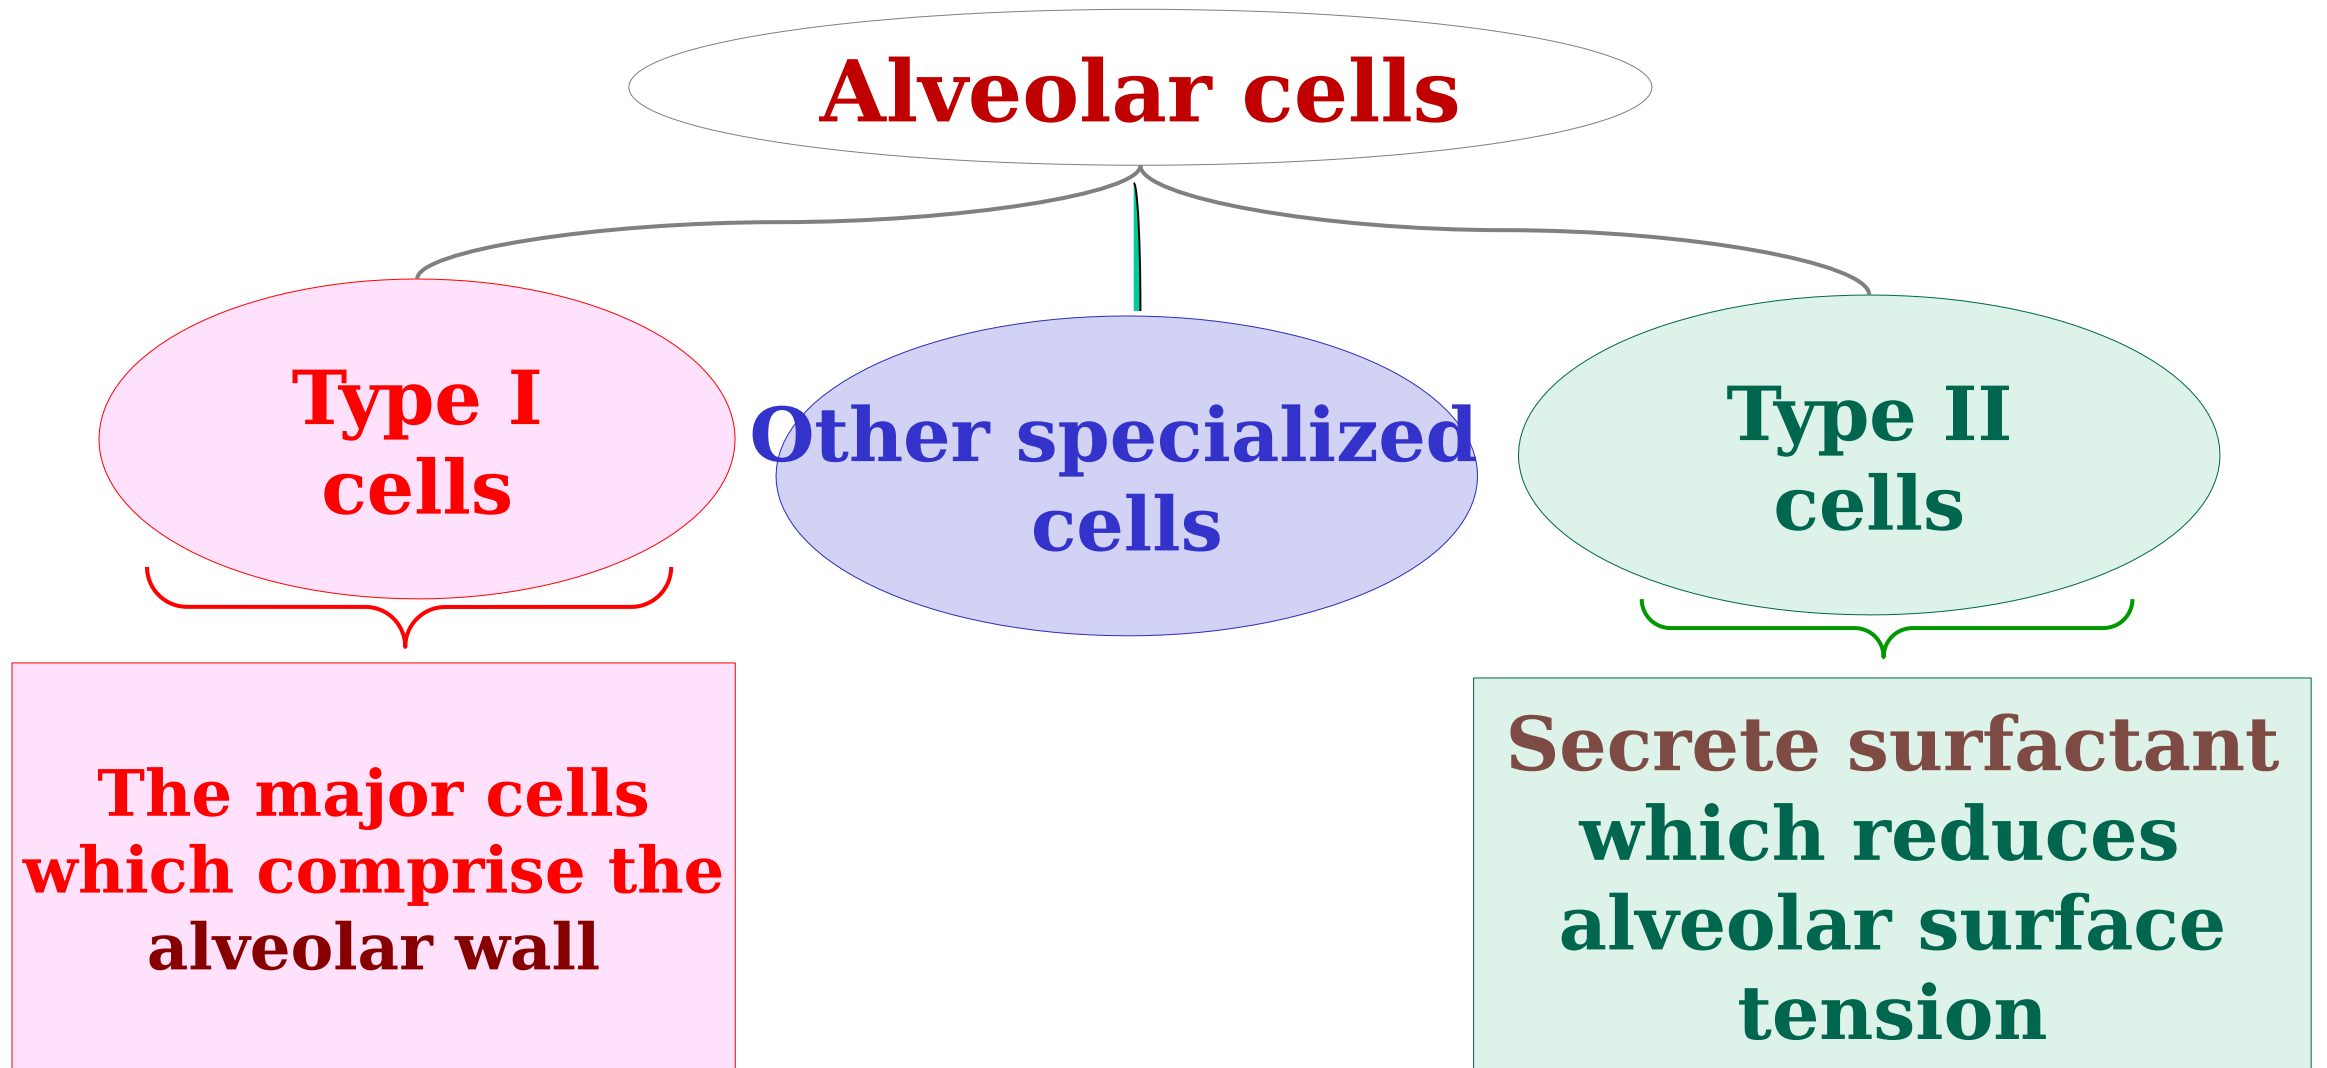 Alveolar cells
Type I
cells
Other specialized
cells
Type II
cells
The major cells
which comprise the
alveolar wall
Secrete surfactant
which reduces
alveolar surface
tension